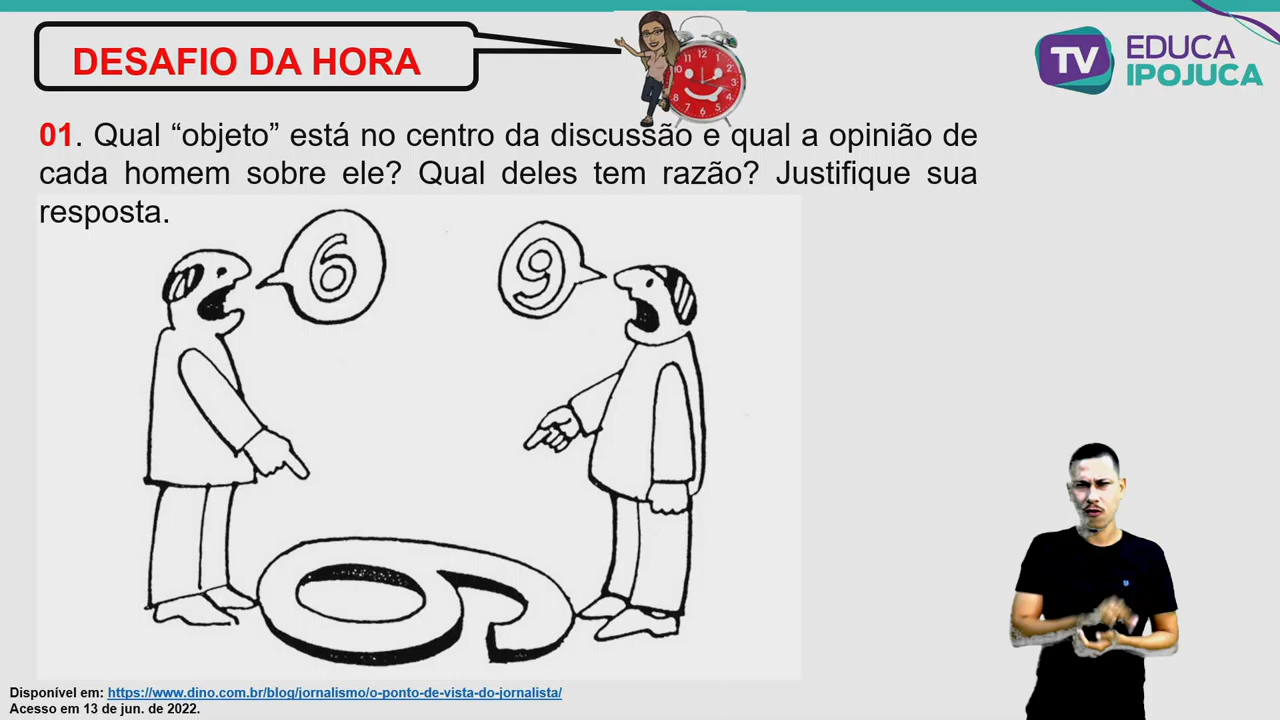 DESAFIO DA HORA
TV EDUCA
IPOJUCA
01. Qual “objeto” está no centro da discussão e qual a opinião de
cada homem sobre ele? Qual deles tem razão? Justifique sua
resposta.
6
9
Disponível em: https://www.dino.com.br/blog/jornalismo/o-ponto-de-vista-do-jornalista/
Acesso em 13 de jun. de 2022.